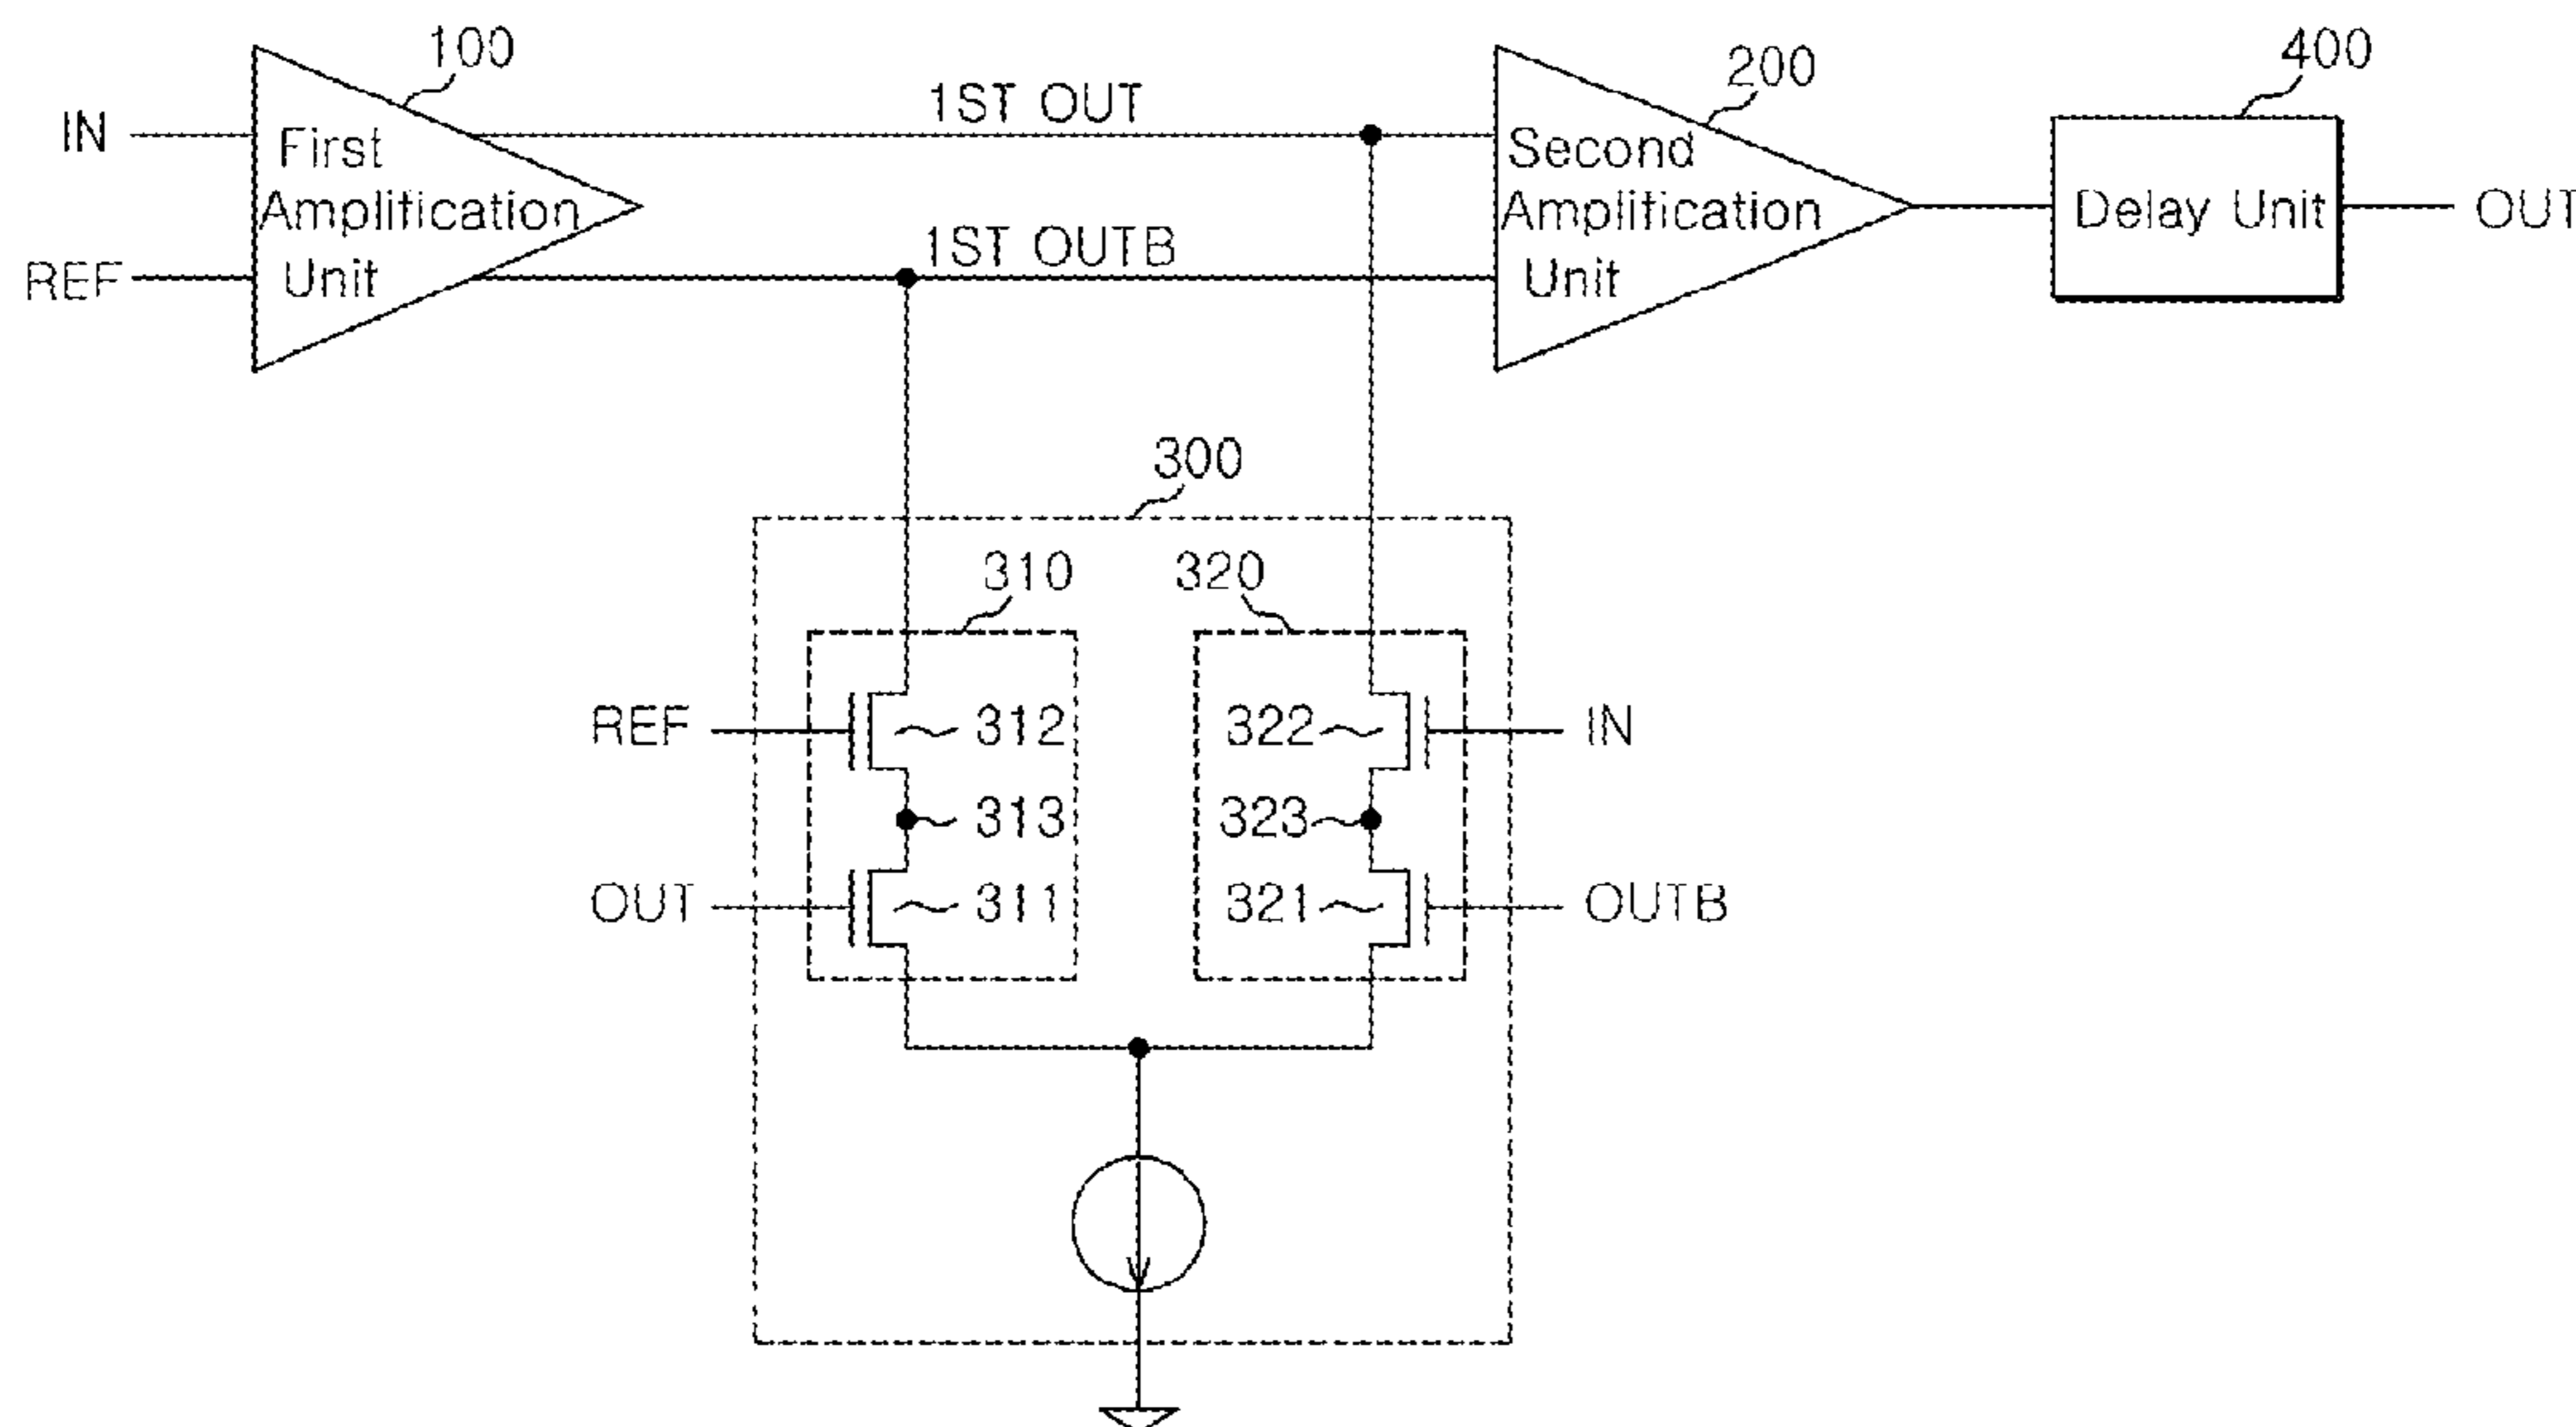 100
200
400
IN
1ST OUT
First
Amplification
Unit
Second
Amplification
Unit
Delay Unit
OUT
REF
1ST OUTB
300
310
320
REF
312
322
IN
313
323
OUT
311
321
OUTB